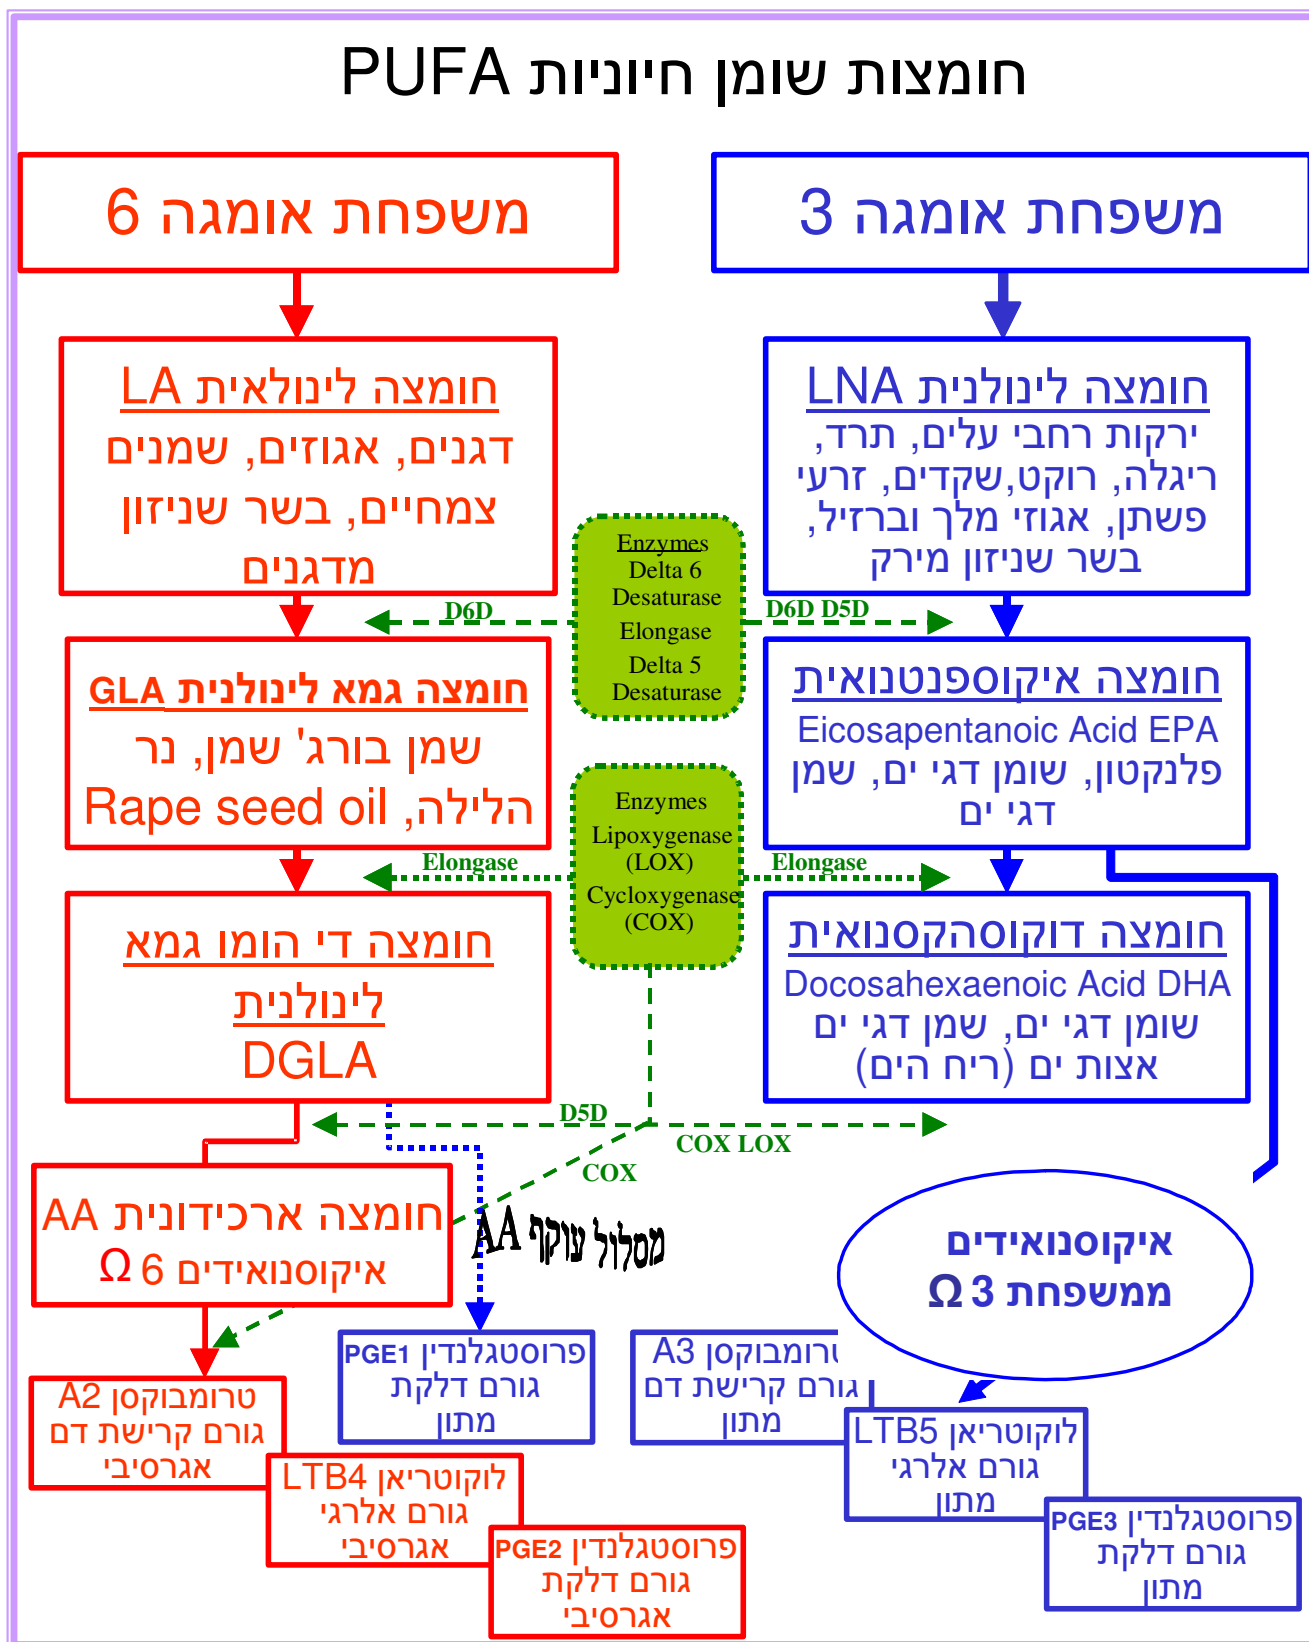 חומצות שומן חיוניות PUFA
משפחת אומגה 3
משפחת אומגה 6
חומצה לינולנית LNA
ירקות רחבי עלים, תרד,
ריגלה, רוקט,שקדים, זרעי
פשתן, אגוזי מלך וברזיל,
בשר שניזון מירק
חומצה לינולאית LA
דגנים, אגוזים, שמנים
צמחיים, בשר שניזון
מדגנים
Enzymes
Delta 6
Desaturase
Elongase
Delta 5
Desaturase
D6D
D6D D5D
חומצה איקוספנטנואית
Eicosapentanoic Acid EPA
פלנקטון, שומן דגי ים, שמן
דגי ים
חומצה גמא לינולנית GLA
שמן בורג' שמן, נר
הלילה, Rape seed oil
Enzymes
Lipoxygenase
(LOX)
Cycloxygenase
(COX)
Elongase
Elongase
חומצה דוקוסהקסנואית
Docosahexaenoic Acid DHA
שומן דגי ים, שמן דגי ים
אצות ים (ריח הים)
חומצה די הומו גמא
לינולנית
DGLA
D5D
COX LOX
COX
מסלול עוקף AA
חומצה ארכידונית AA
איקוסנואידים 6 Ω
איקוסנואידים
ממשפחת 3 Ω
טרומבוקסן A3
גורם קרישת דם
מתון
לוקוטריאן LTB5
גורם אלרגי
מתון
פרוסטגלנדין PGE3
גורם דלקת
מתון
פרוסטגלנדין PGE1
גורם דלקת
מתון
טרומבוקסן A2
גורם קרישת דם
אגרסיבי
לוקוטריאן LTB4
גורם אלרגי
אגרסיבי
פרוסטגלנדין PGE2
גורם דלקת
אגרסיבי